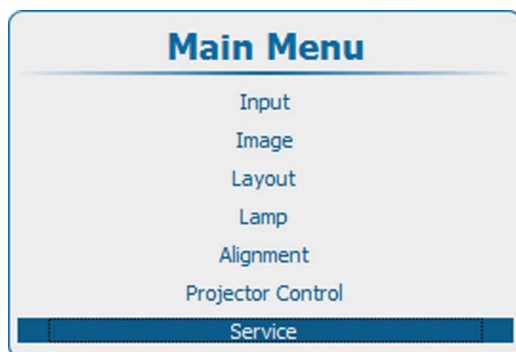 Main Menu
Input
Image
Layout
Lamp
Alignment
Projector Control
Service